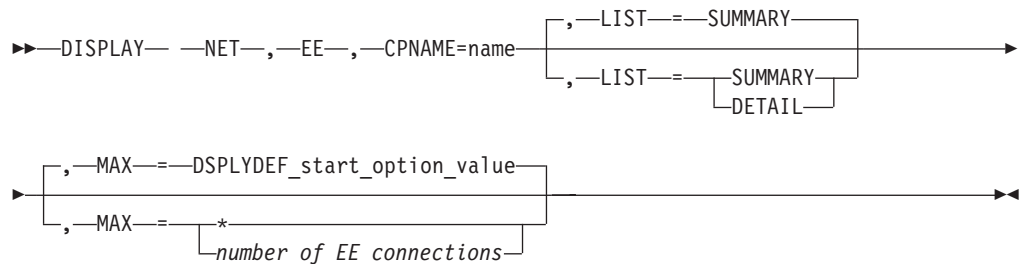 , LIST = SUMMARY
DISPLAY NET , EE , CPNAME=name
, LIST = SUMMARY
DETAIL
, MAX = DSPLYDEF_start_option_value
, MAX = *
number of EE connections